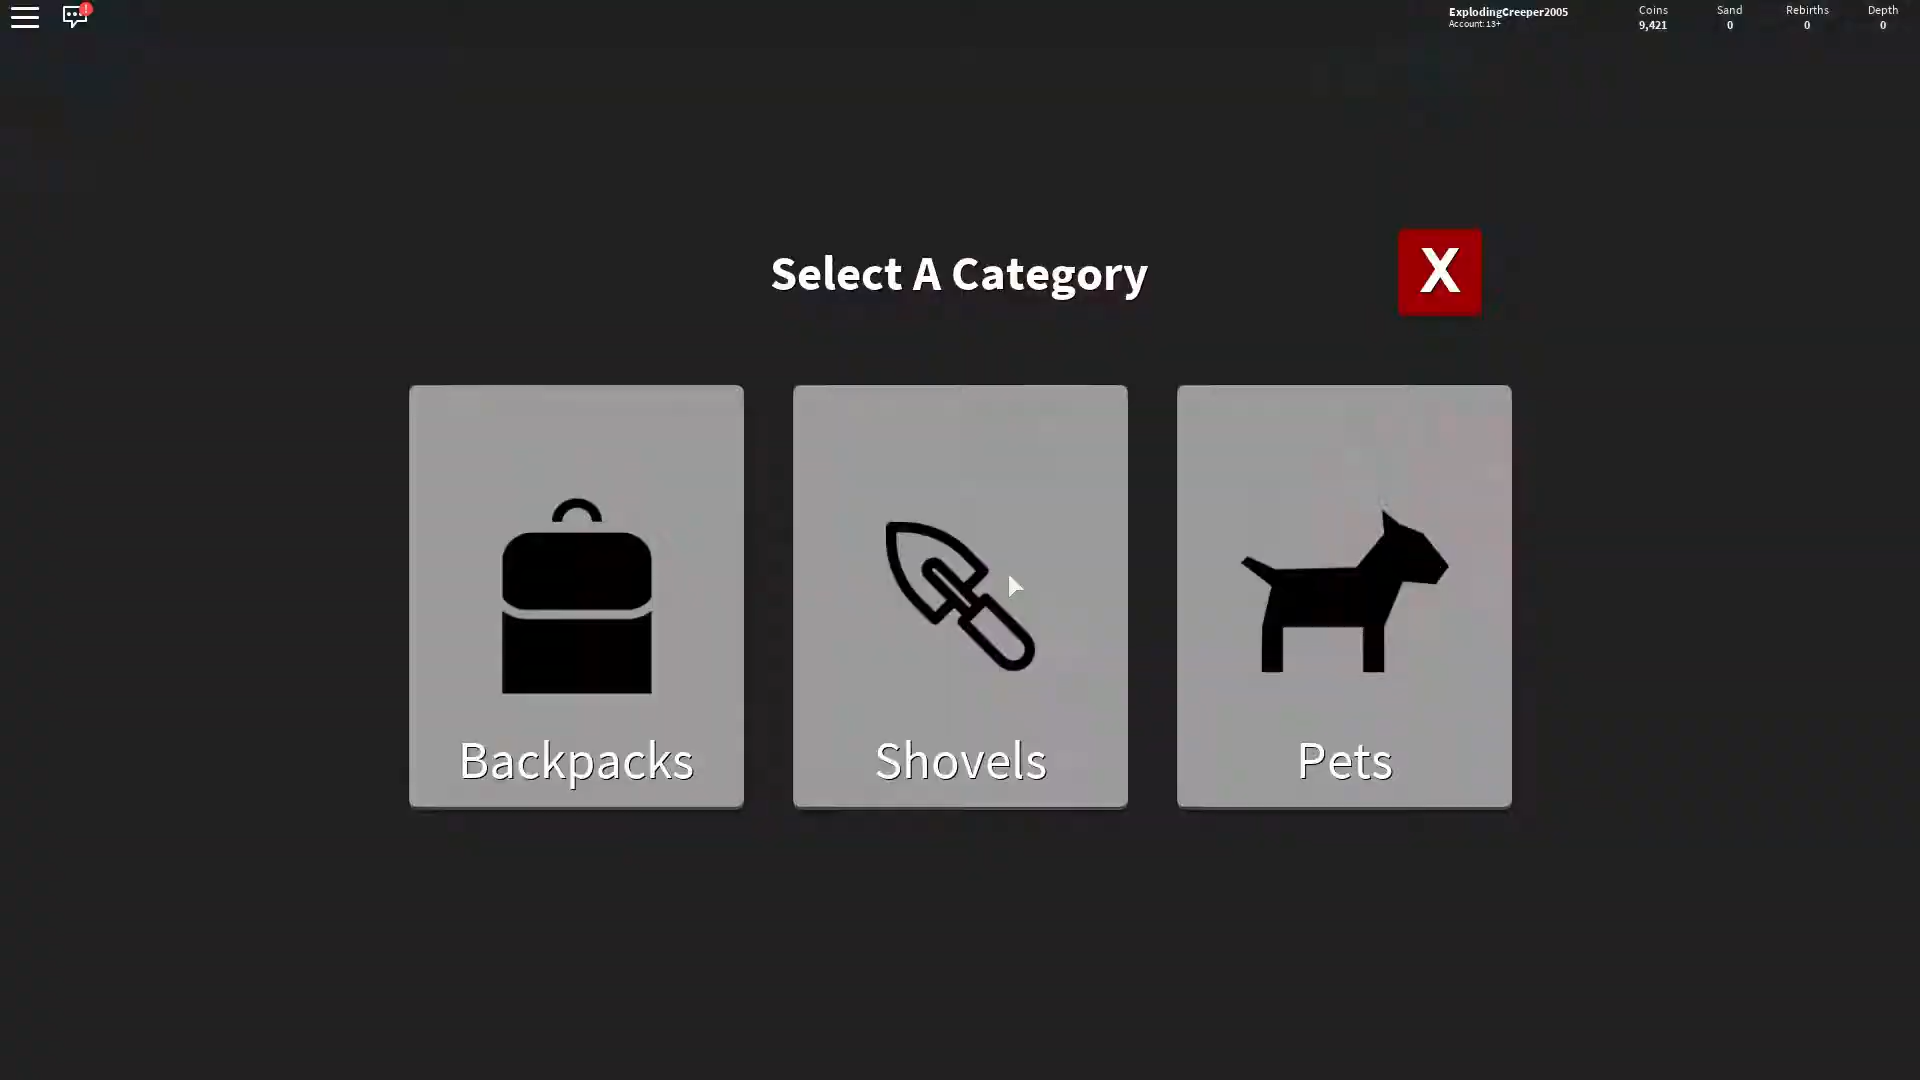 !
ExplodingCreeper2005
Account: 13+
Coins
9,421
Sand
0
Rebirths
0
Depth
0
Select A Category
X
Backpacks
Shovels
Pets